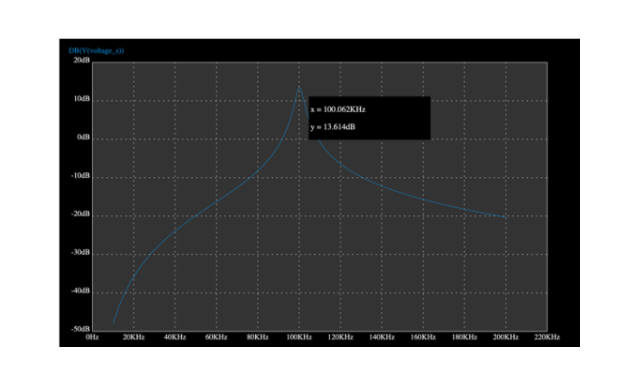 DB(V(voltage_s))
20dB
10dB
0dB
-10dB
-20dB
-30dB
-40dB
-50dB
x = 100.062KHz
y = 13.614dB
0Hz 20KHz 40KHz 60KHz 80KHz 100KHz 120KHz 140KHz 160KHz 180KHz 200KHz 220KHz